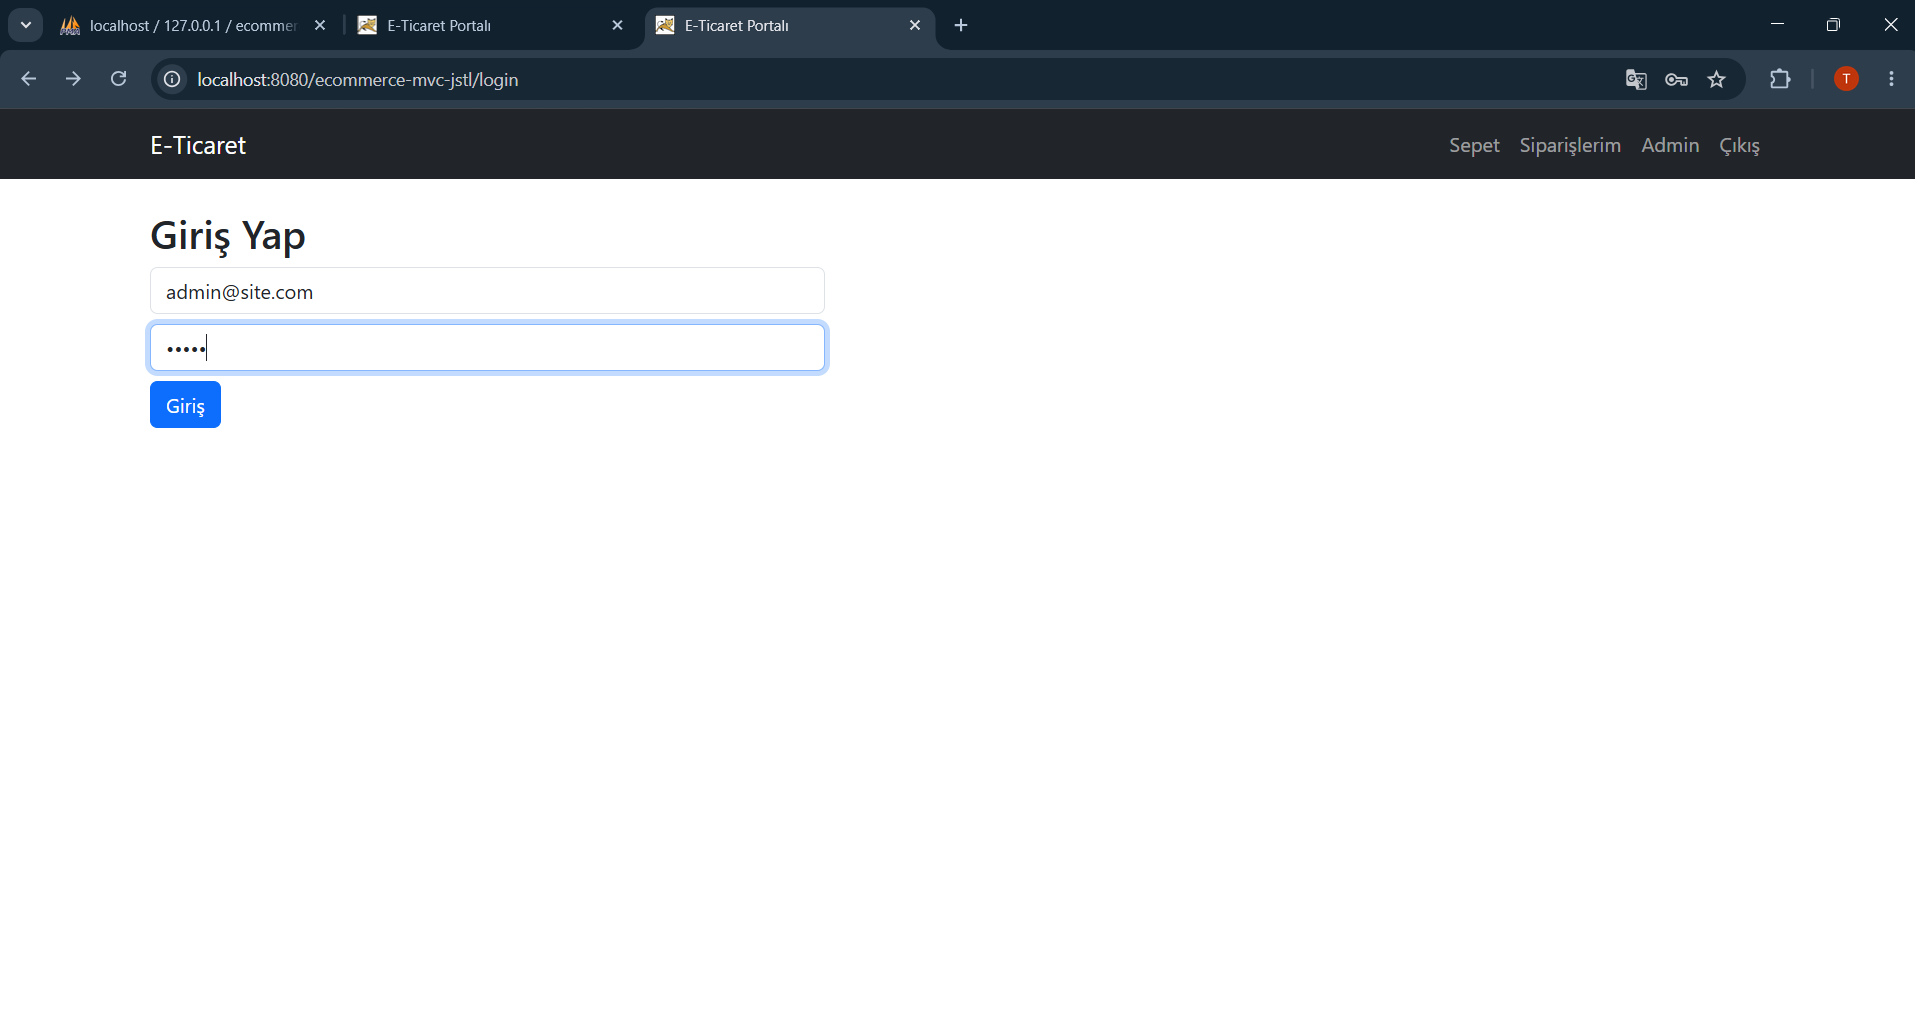 localhost / 127.0.0.1 / ecommer
E-Ticaret Portalı
E-Ticaret Portalı
localhost:8080/ecommerce-mvc-jstl/login
T
E-Ticaret
Sepet Siparişlerim Admin Çıkış
Giriş Yap
admin@site.com
•••••
Giriş